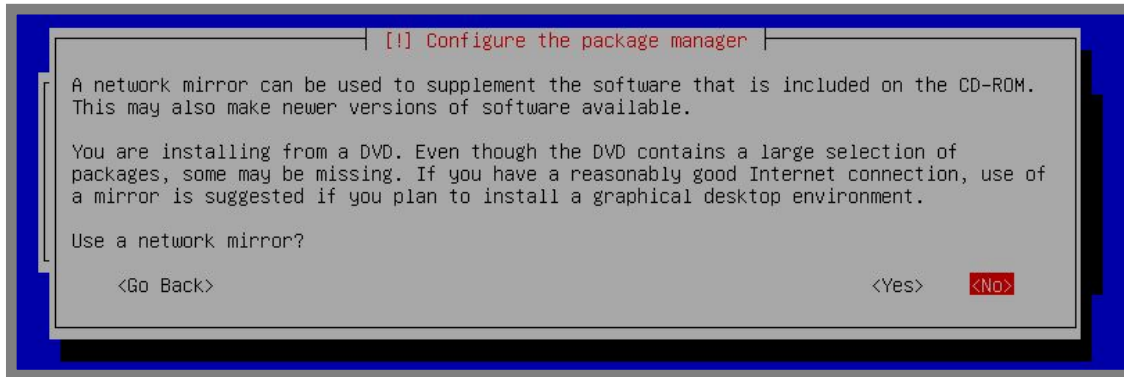 [!] Configure the package manager
A network mirror can be used to supplement the software that is included on the CD-ROM.
This may also make newer versions of software available.
You are installing from a DVD. Even though the DVD contains a large selection of
packages, some may be missing. If you have a reasonably good Internet connection, use of
a mirror is suggested if you plan to install a graphical desktop environment.
Use a network mirror?
<Go Back> <Yes> <No>